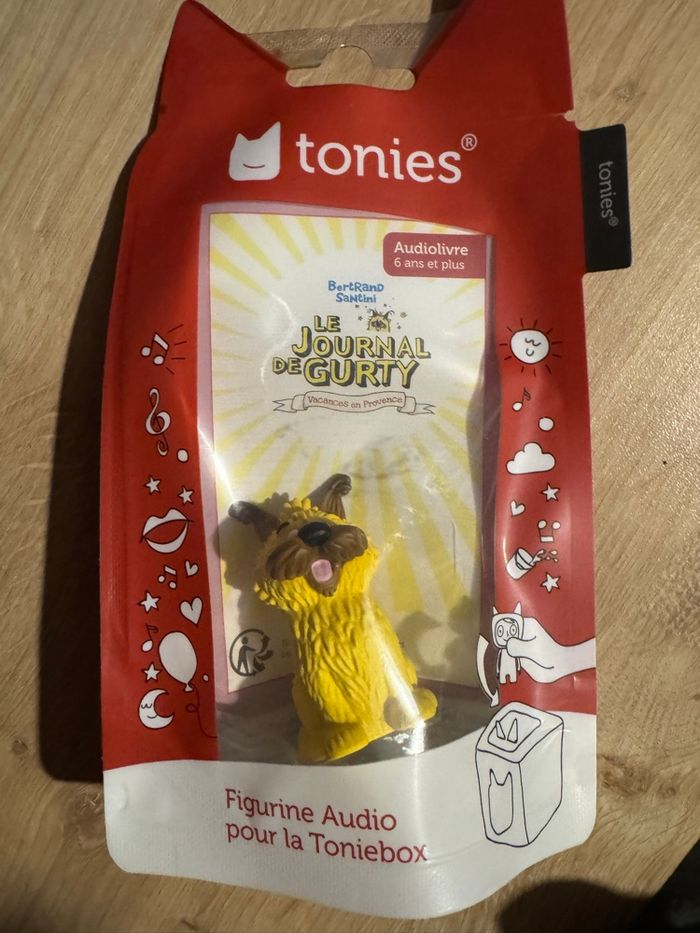 tonies®
tonies®
Audiolivre
6 ans et plus
BertRanD
SaNtini
LE
JOURNAL
DE GURTY
Vacances en Provence
Figurine Audio
pour la Toniebox